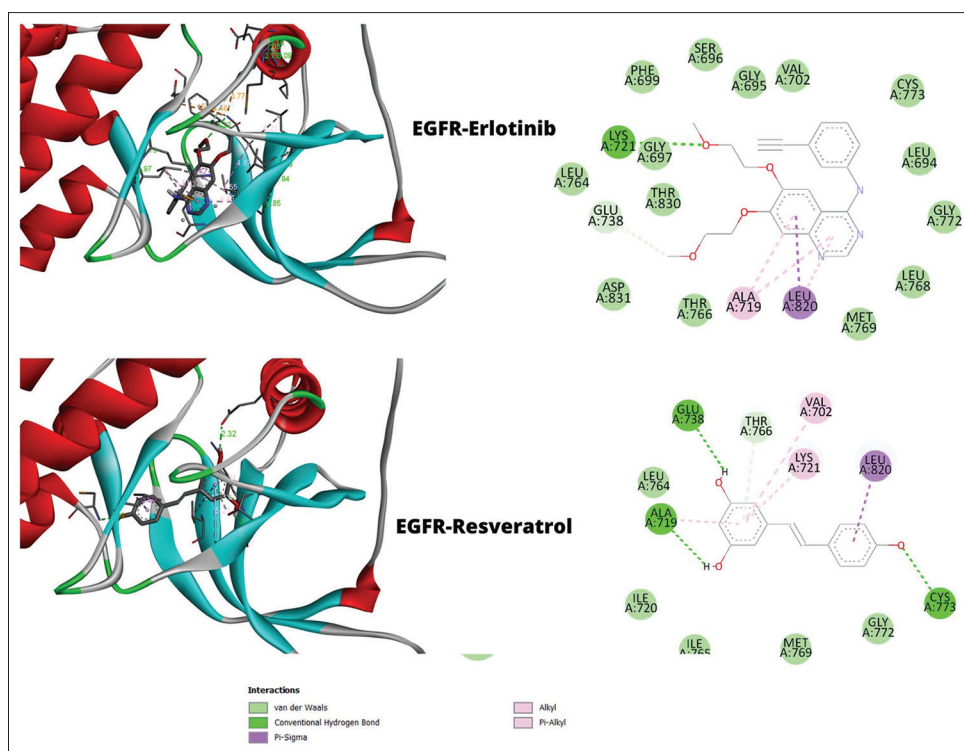 EGFR-Erlotinib
2.32
EGFR-Resveratrol
SER
A:696
PHE
A:699
GLY
A:695
VAL
A:702
CYS
A:773
LYS
A:721
GLY
A:697
LEU
A:694
LEU
A:764
THR
A:830
GLU
A:738
N
GLY
A:772
O
O
O
O
N
N
ASP
A:831
THR
A:766
ALA
A:719
LEU
A:820
LEU
A:768
MET
A:769
GLU
A:738
THR
A:766
VAL
A:702
LYS
A:721
LEU
A:820
LEU
A:764
H
O
ALA
A:719
H
O
O
CYS
A:773
ILE
A:720
ILE
A:765
MET
A:769
GLY
A:772
Interactions
van der Waals
Conventional Hydrogen Bond
Pi-Sigma
Alkyl
Pi-Alkyl